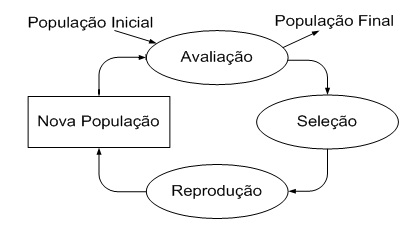 População Inicial
População Final
Avaliação
Nova População
Seleção
Reprodução